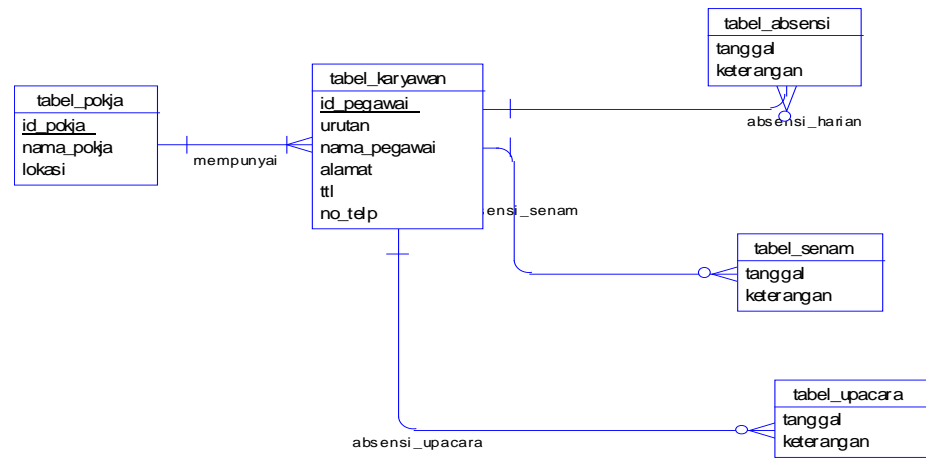 tabel_absensi
tanggal
keterangan
absensi_harian
tabel_karyawan
id_pegawai
urutan
nama_pegawai
alamat
ttl
no_telp
tabel_pokja
id_pokja
nama_pokja
lokasi
mempunyai
ensi_senam
tabel_senam
tanggal
keterangan
tabel_upacara
tanggal
keterangan
absensi_upacara